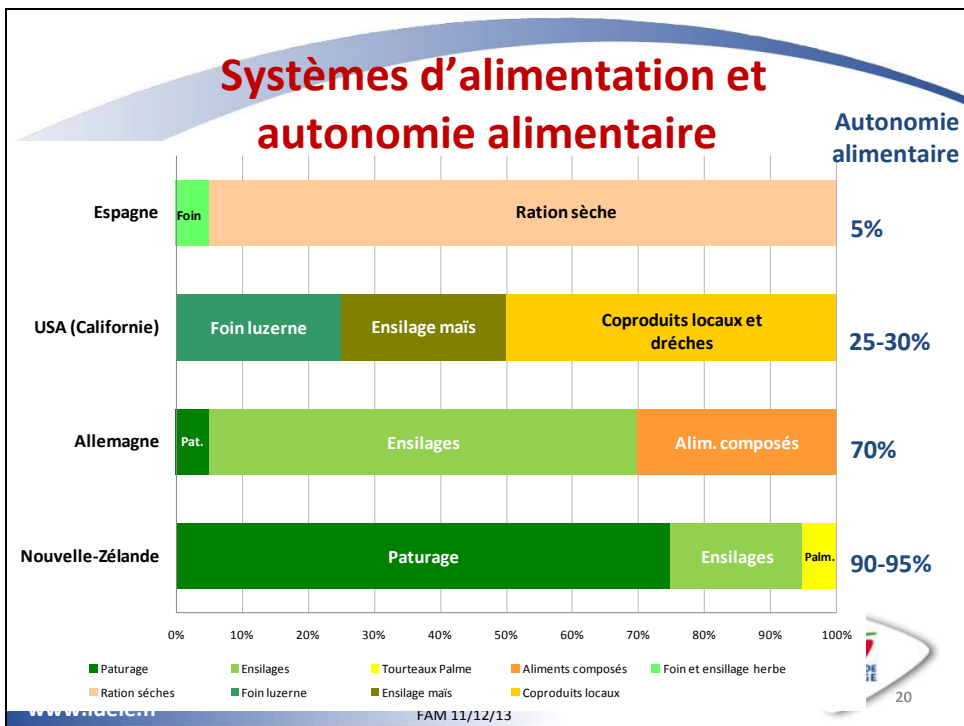 Systèmes d’alimentation et
autonomie alimentaire
Autonomie
alimentaire
Espagne
Foin
Ration sèche
5%
USA (Californie)
Foin luzerne
Ensilage maïs
Coproduits locaux et
dréches
25-30%
Allemagne
Pat.
Ensilages
Alim. composés
70%
Nouvelle-Zélande
Paturage
Ensilages
Palm.
90-95%
0% 10% 20% 30% 40% 50% 60% 70% 80% 90% 100%
Paturage Ensilages Tourteaux Palme Aliments composés Foin et ensillage herbe
Ration séches Foin luzerne Ensilage maïs Coproduits locaux
DE
GE
20
FAM 11/12/13